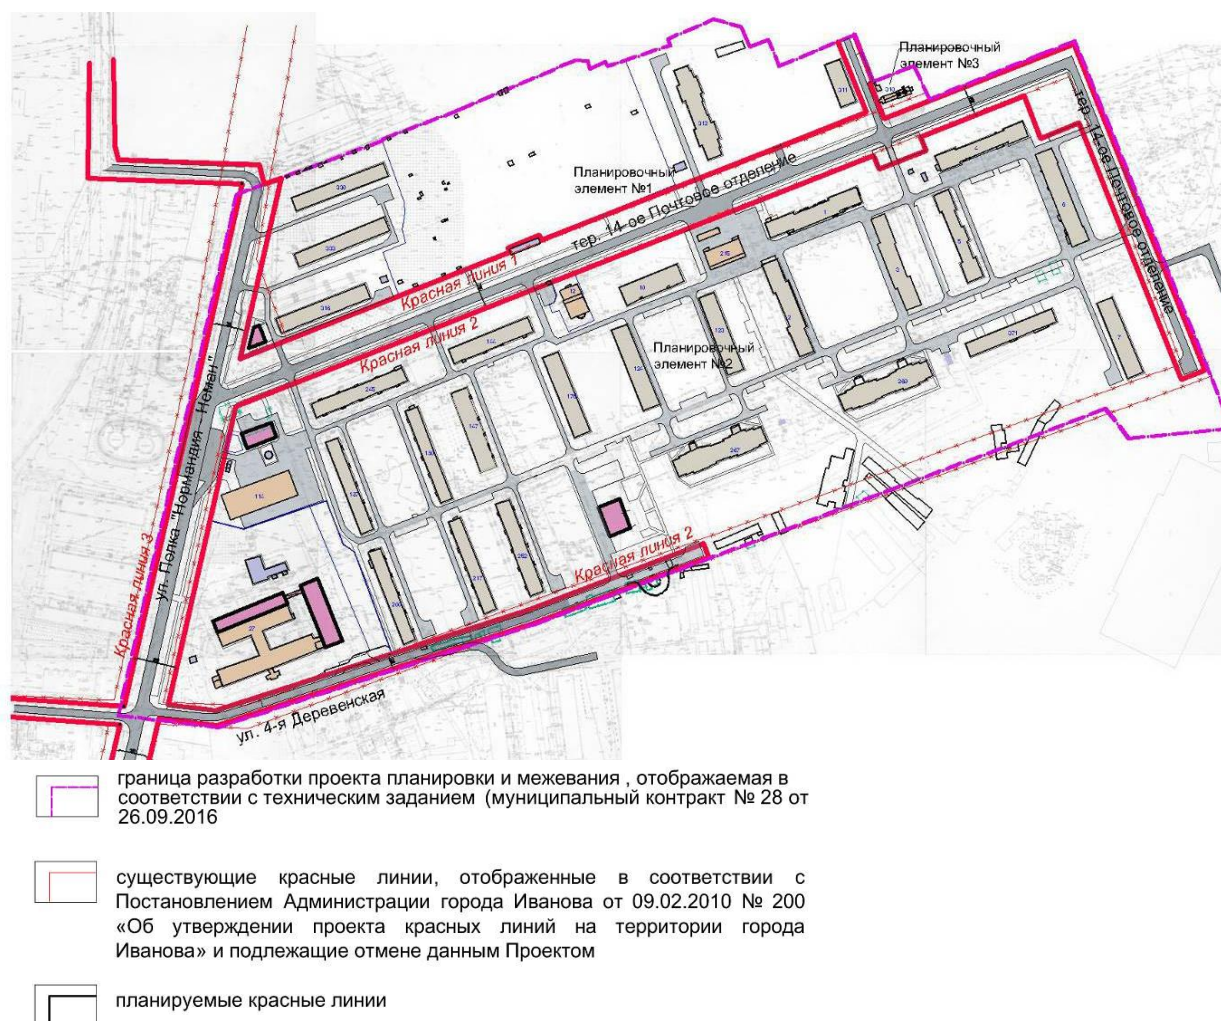 Планировочный
элемент №3
310
311
313
тер. 14-ое Почтовое отделение
Планировочный
элемент №1
тер. 14-ое Почтовое отделение
Красная линия 1
Красная линия 2
Планировочный
элемент №2
ул. Полка "Нормандия Неман"
Красная линия 3
Красная линия 2
ул. 4-я Деревенская
граница разработки проекта планировки и межевания , отображаемая в
соответствии с техническим заданием (муниципальный контракт № 28 от
26.09.2016
существующие красные линии, отображенные в соответствии с
Постановлением Администрации города Иванова от 09.02.2010 № 200
«Об утверждении проекта красных линий на территории города
Иванова» и подлежащие отмене данным Проектом
планируемые красные линии